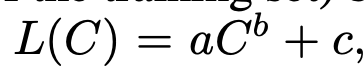 L(C) = aC^b + c,